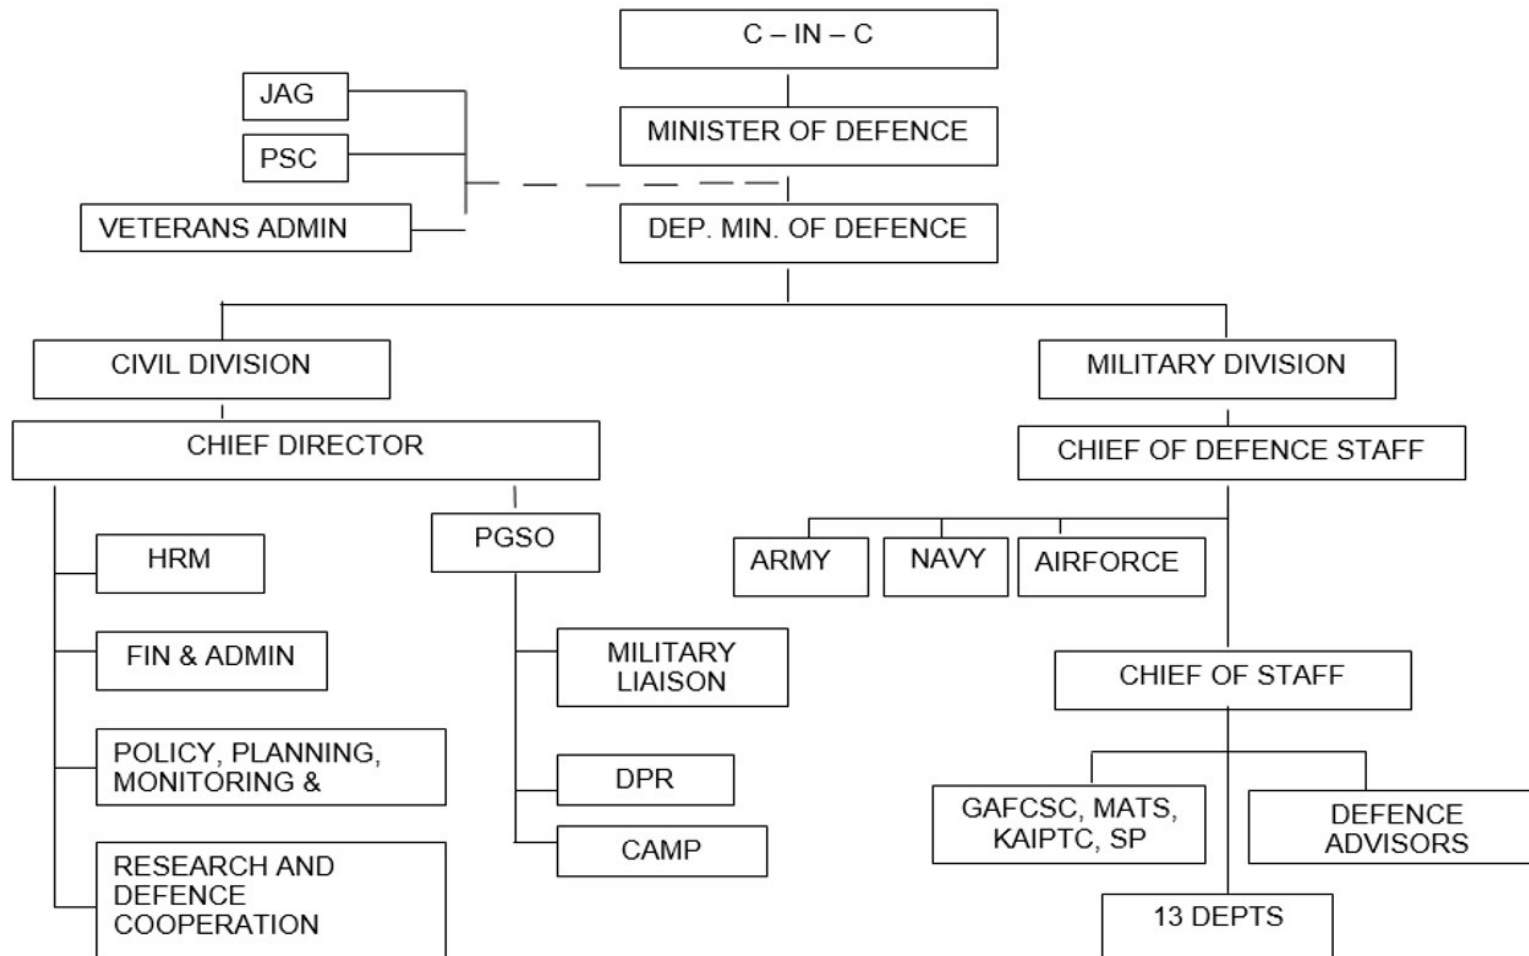 C – IN – C
JAG
MINISTER OF DEFENCE
PSC
VETERANS ADMIN
DEP. MIN. OF DEFENCE
CIVIL DIVISION
MILITARY DIVISION
CHIEF DIRECTOR
CHIEF OF DEFENCE STAFF
PGSO
HRM
ARMY
NAVY
AIRFORCE
FIN & ADMIN
MILITARY
LIAISON
CHIEF OF STAFF
POLICY, PLANNING,
MONITORING &
DPR
GAFCSC, MATS,
KAIPTC, SP
DEFENCE
ADVISORS
CAMP
RESEARCH AND
DEFENCE
COOPERATION
13 DEPTS